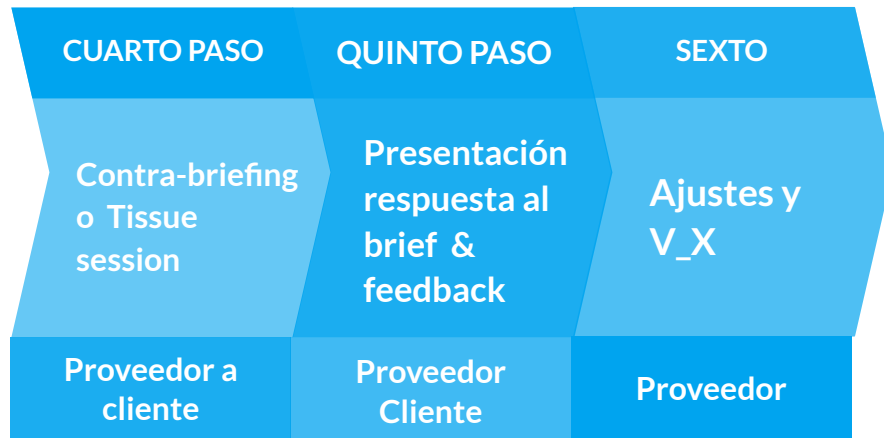 CUARTO PASO
QUINTO PASO
SEXTO
Contra-briefing
o Tissue
session
Presentación
respuesta al
brief &
feedback
Ajustes y
V_X
Proveedor a
cliente
Proveedor
Cliente
Proveedor